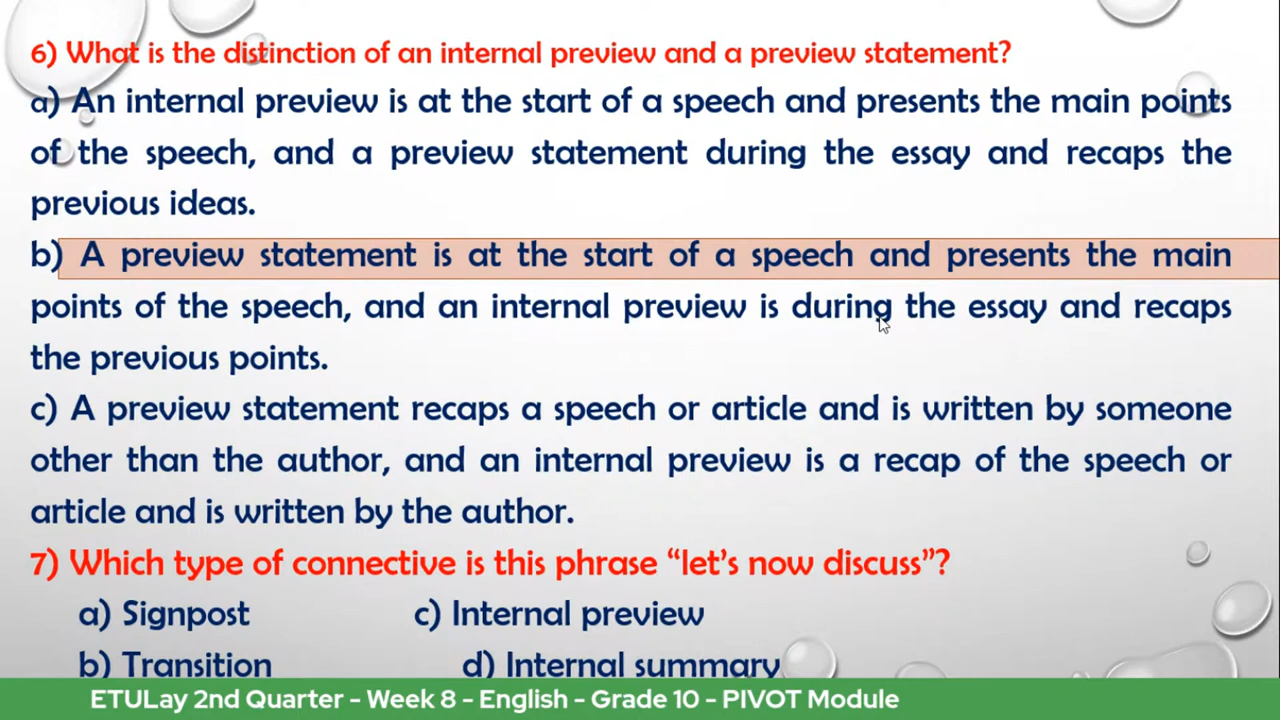 6) What is the distinction of an internal preview and a preview statement?
a) An internal preview is at the start of a speech and presents the main points
of the speech, and a preview statement during the essay and recaps the
previous ideas.
b) A preview statement is at the start of a speech and presents the main
points of the speech, and an internal preview is during the essay and recaps
the previous points.
c) A preview statement recaps a speech or article and is written by someone
other than the author, and an internal preview is a recap of the speech or
article and is written by the author.
7) Which type of connective is this phrase “let’s now discuss”?
a) Signpost c) Internal preview
b) Transition d) Internal summary
ETULay 2nd Quarter - Week 8 - English - Grade 10 - PIVOT Module